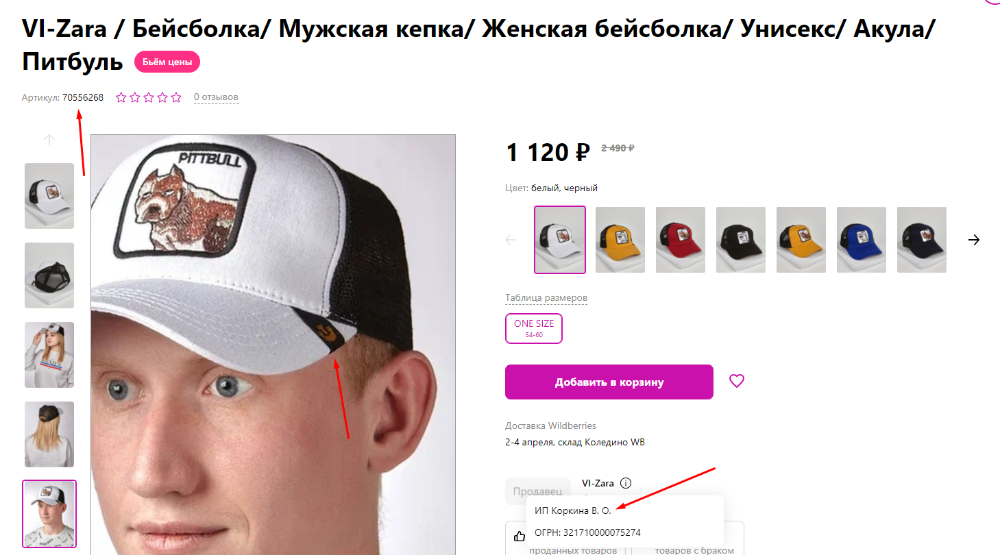 VI-Zara / Бейсболка/ Мужская кепка/ Женская бейсболка/ Унисекс/ Акула/
Питбуль Бьём цены
Артикул: 70556268 0 отзывов
PITTBULL
1 120 ₽ 2 490 ₽
Цвет: белый, черный
Таблица размеров
ONE SIZE
54-60
Добавить в корзину
Доставка Wildberries
2-4 апреля, склад Коледино WB
Продавец VI-Zara
ИП Коркина В. О.
ОГРН: 321710000075274
проданных товаров товаров с браком